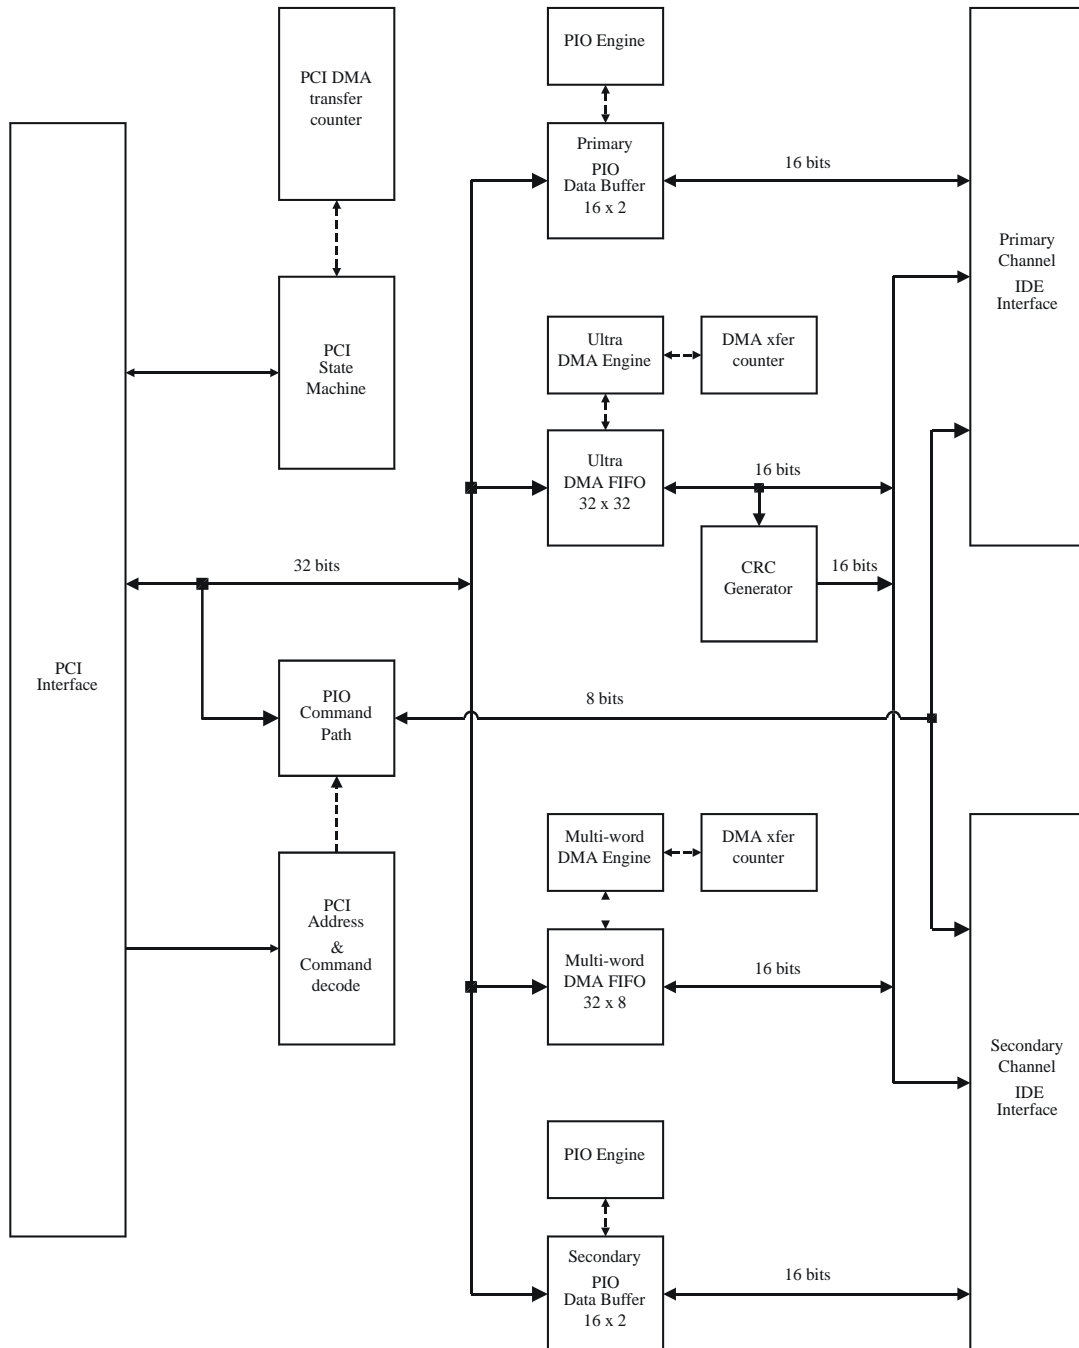 PIO Engine
PCI DMA
transfer
counter
Primary
PIO
Data Buffer
16 x 2
16 bits
Primary
Channel
IDE
Interface
PCI
State
Machine
Ultra
DMA Engine
DMA xfer
counter
Ultra
DMA FIFO
32 x 32
16 bits
32 bits
CRC
Generator
16 bits
PCI
Interface
PIO
Command
Path
8 bits
Multi-word
DMA Engine
DMA xfer
counter
PCI
Address
&
Command
decode
Multi-word
DMA FIFO
32 x 8
16 bits
Secondary
Channel
IDE
Interface
PIO Engine
Secondary
PIO
Data Buffer
16 x 2
16 bits